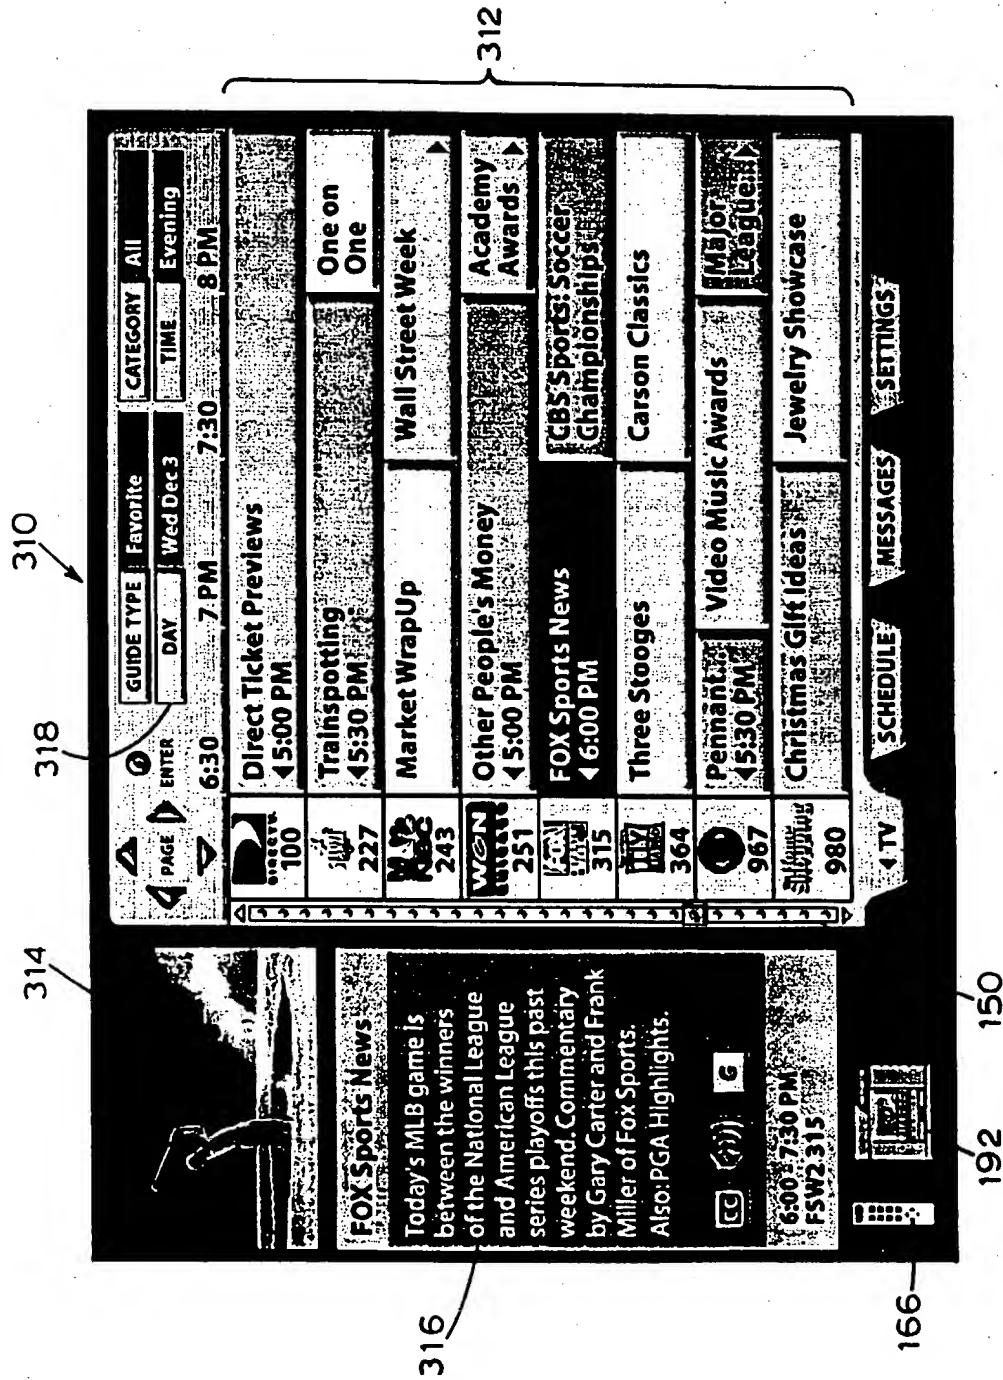 310
314
318
312
316
166
192
150
PAGE
ENTER
GUIDE TYPE
Favorite
CATEGORY
All
DAY
Wed Dec 3
TIME
Evening
6:30
7 PM
7:30
8 PM
100
Direct Ticket Previews
◀ 5:00 PM
227
Trainspotting
◀ 5:30 PM
One on
One
243
Market WrapUp
Wall Street Week
WGN
251
Other People's Money
◀ 5:00 PM
Academy
Awards
315
FOX Sports News
◀ 6:00 PM
CBS Sports: Soccer
Championships
364
Three Stooges
Carson Classics
967
Pennant...
◀ 5:30 PM
Video Music Awards
Major
League...
980
Christmas Gift Ideas
Jewelry Showcase
◀ TV
SCHEDULE
MESSAGES
SETTINGS
FOX Sports News
Today's MLB game is
between the winners
of the National League
and American League
series playoffs this past
weekend. Commentary
by Gary Carter and Frank
Miller of Fox Sports.
Also: PGA Highlights.
CC
G
6:00 - 7:30 PM
FSW2 315